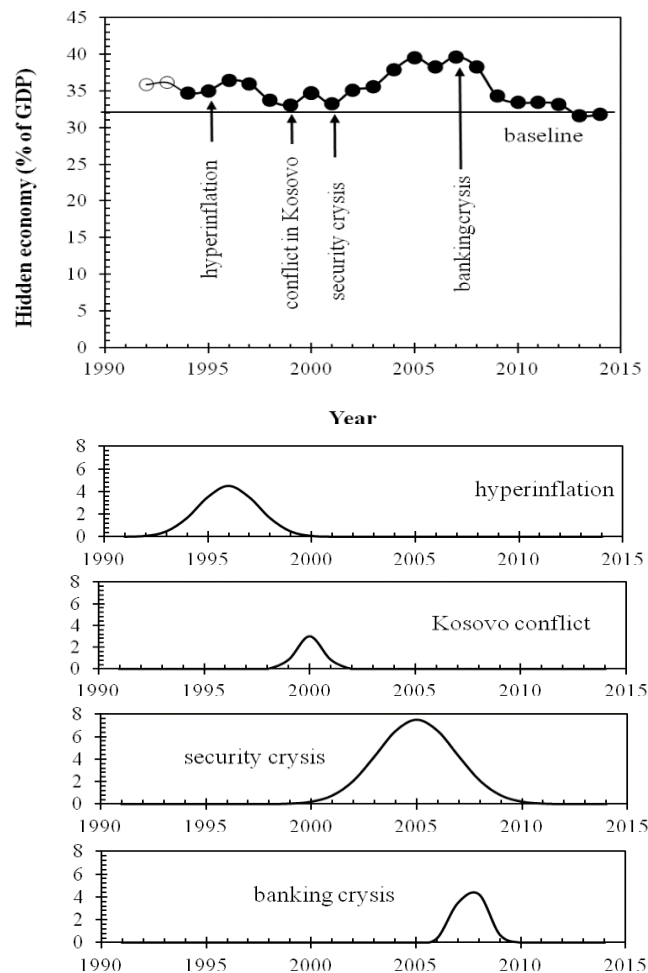 Hidden economy (% of GDP)
45
40
35
30
25
20
15
10
5
0
baseline
hyperinflation
conflict in Kosovo
security crysis
bankingcrysis
1990 1995 2000 2005 2010 2015
Year
8
6
4
2
0
hyperinflation
1990 1995 2000 2005 2010 2015
8
6
4
2
0
Kosovo conflict
1990 1995 2000 2005 2010 2015
8
6
4
2
0
security crysis
1990 1995 2000 2005 2010 2015
8
6
4
2
0
banking crysis
1990 1995 2000 2005 2010 2015